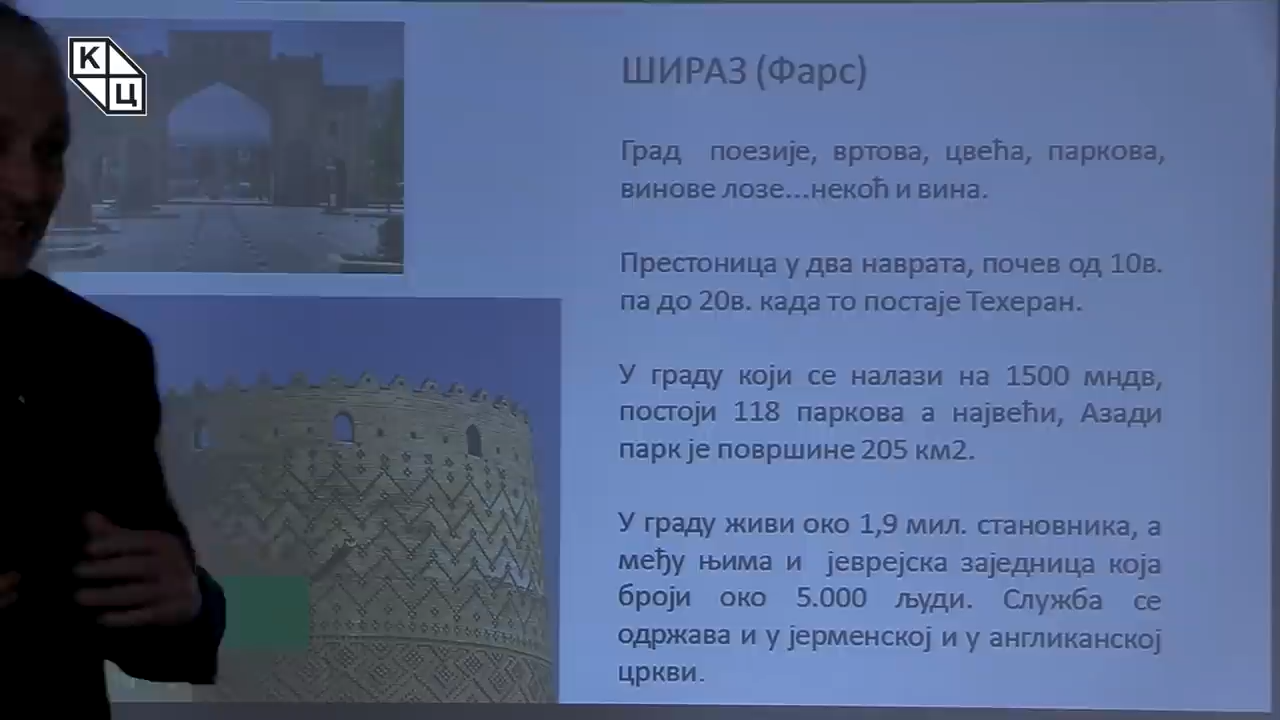 К
Ц
ШИРАЗ (Фарс)
Град поезије, вртова, цвећа, паркова,
винове лозе...некоћ и вина.
Престоница у два наврата, почев од 10в.
па до 20в. када то постаје Техеран.
У граду који се налази на 1500 мндв,
постоји 118 паркова а највећи, Азади
парк је површине 205 км2.
У граду живи око 1,9 мил. становника, а
међу њима и јеврејска заједница која
броји око 5.000 људи. Служба се
одржава и у јерменској и у англиканској
цркви.